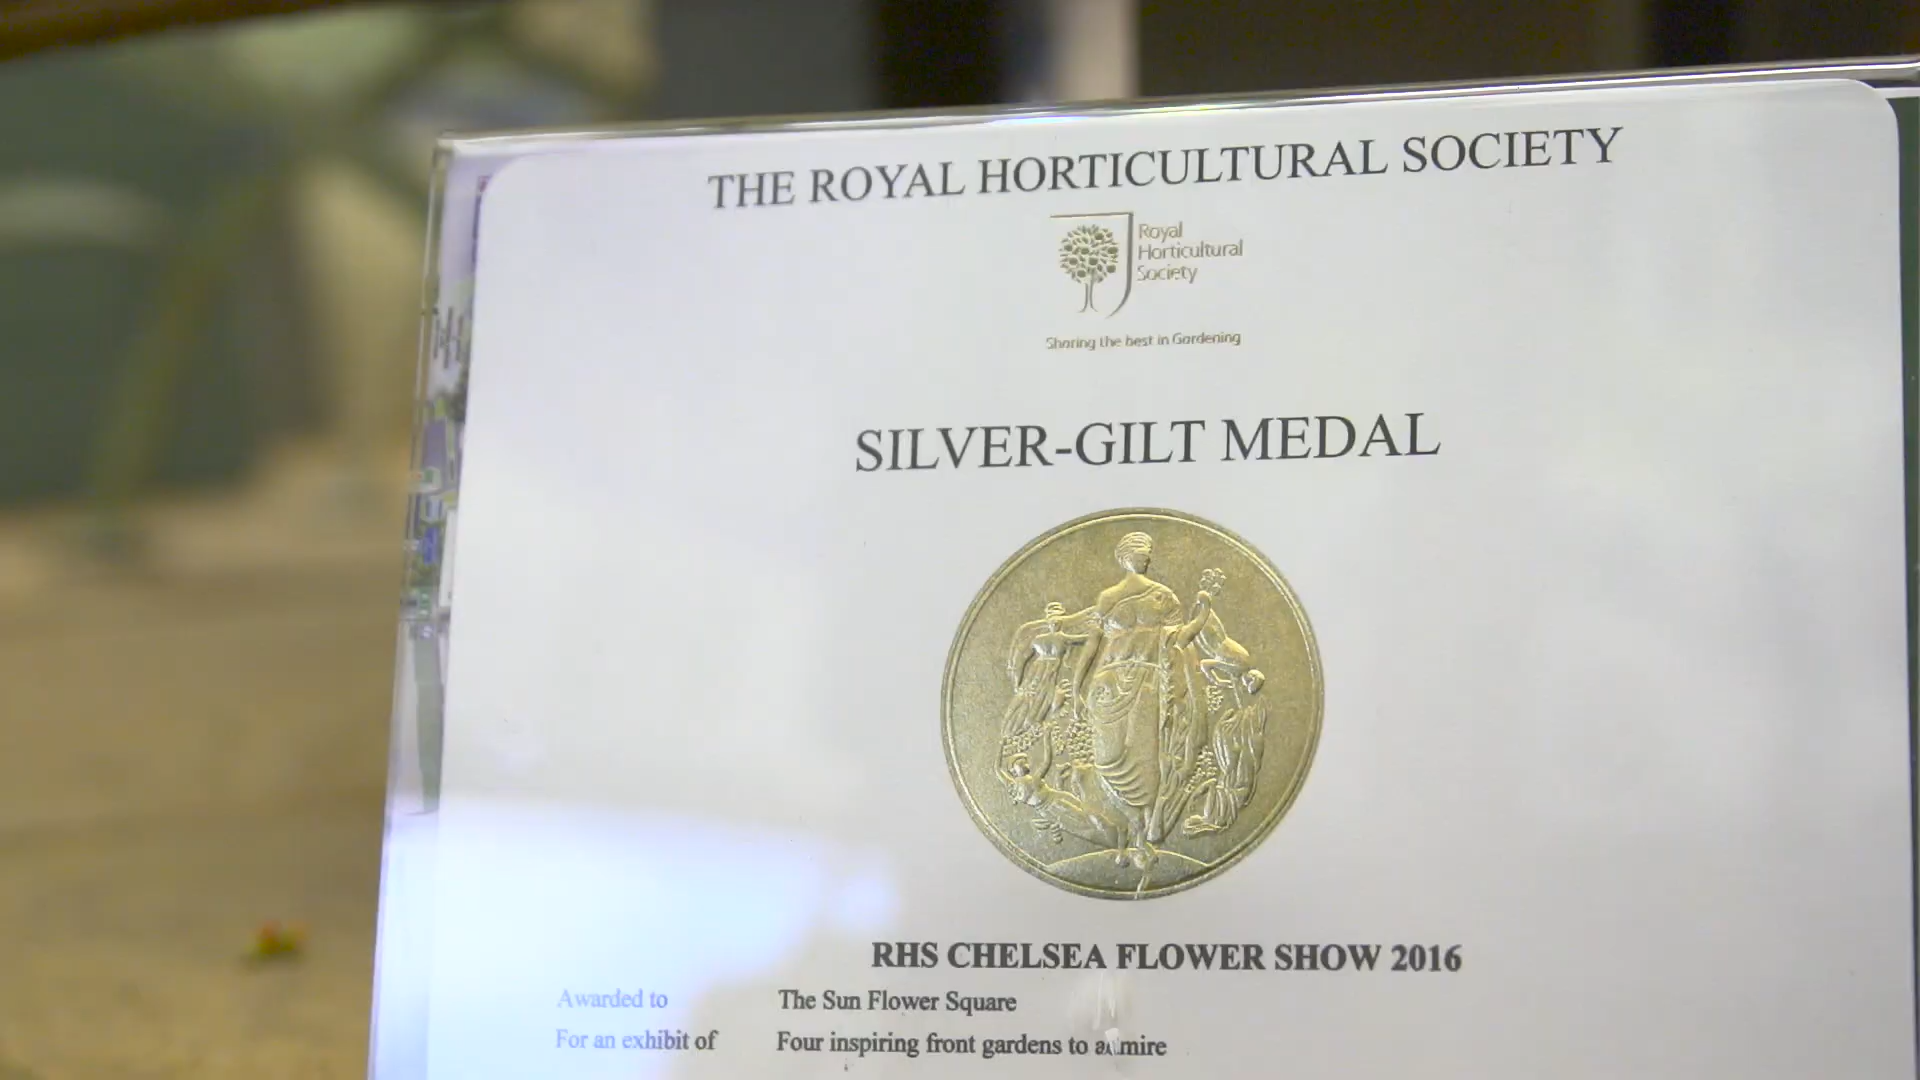 THE ROYAL HORTICULTURAL SOCIETY
Royal
Horticultural
Society
Sharing the best in Gardening
SILVER-GILT MEDAL
RHS CHELSEA FLOWER SHOW 2016
Awarded to The Sun Flower Square
For an exhibit of Four inspiring front gardens to admire